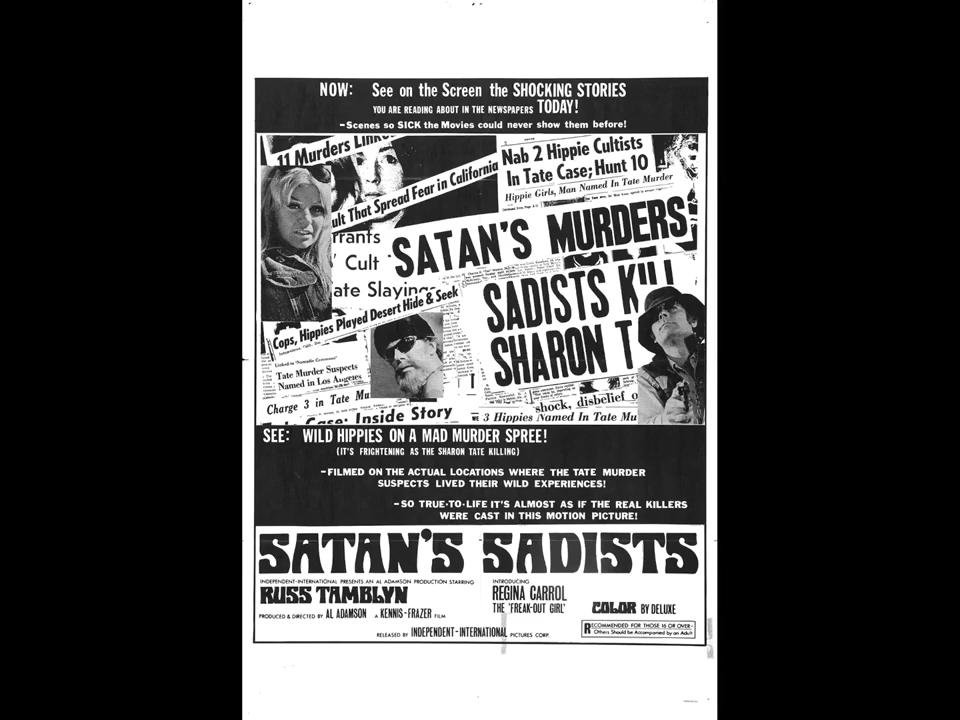 NOW: See on the Screen the SHOCKING STORIES
YOU ARE READING ABOUT IN THE NEWSPAPERS TODAY!
-Scenes so SICK the Movies could never show them before!
11 Murders
Nab 2 Hippie Cultists
In Tate Case; Hunt 10
Hippie Girls, Man Named In Tate Murder
ult That Spread Fear in California
rrants
' Cult
ate Slayings
SATAN'S MURDERS
Cops, Hippies Played Desert Hide & Seek
SADISTS KILL
SHARON T
Linked to 'Nomadic Commune'
Tate Murder Suspects
Named in Los Angeles
Charge 3 in Tate Mu
Case: Inside Story
shock, disbelief o
3 Hippies Named In Tate Mu
SEE: WILD HIPPIES ON A MAD MURDER SPREE!
(IT'S FRIGHTENING AS THE SHARON TATE KILLING)
-FILMED ON THE ACTUAL LOCATIONS WHERE THE TATE MURDER
SUSPECTS LIVED THEIR WILD EXPERIENCES!
-SO TRUE-TO-LIFE IT'S ALMOST AS IF THE REAL KILLERS
WERE CAST IN THIS MOTION PICTURE!
SATAN'S SADISTS
INDEPENDENT-INTERNATIONAL PRESENTS AN AL ADAMSON PRODUCTION STARRING
RUSS TAMBLYN
INTRODUCING
REGINA CARROL
THE 'FREAK-OUT GIRL'
COLOR BY DELUXE
PRODUCED & DIRECTED BY AL ADAMSON A KENNIS-FRAZER FILM
RELEASED BY INDEPENDENT-INTERNATIONAL PICTURES CORP.
RECOMMENDED FOR THOSE 16 OR OVER-
Others Should be Accompanied by an Adult